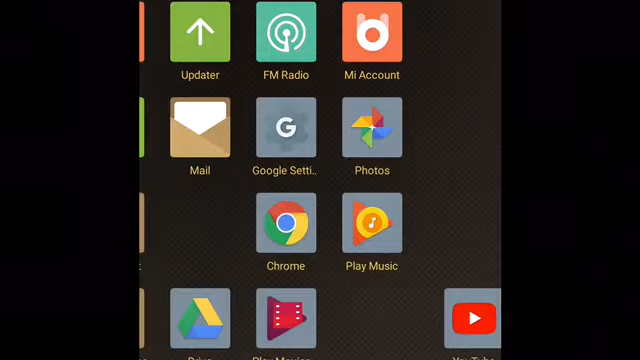 Updater FM Radio Mi Account
Mail Google Setti.. Photos
Chrome Play Music